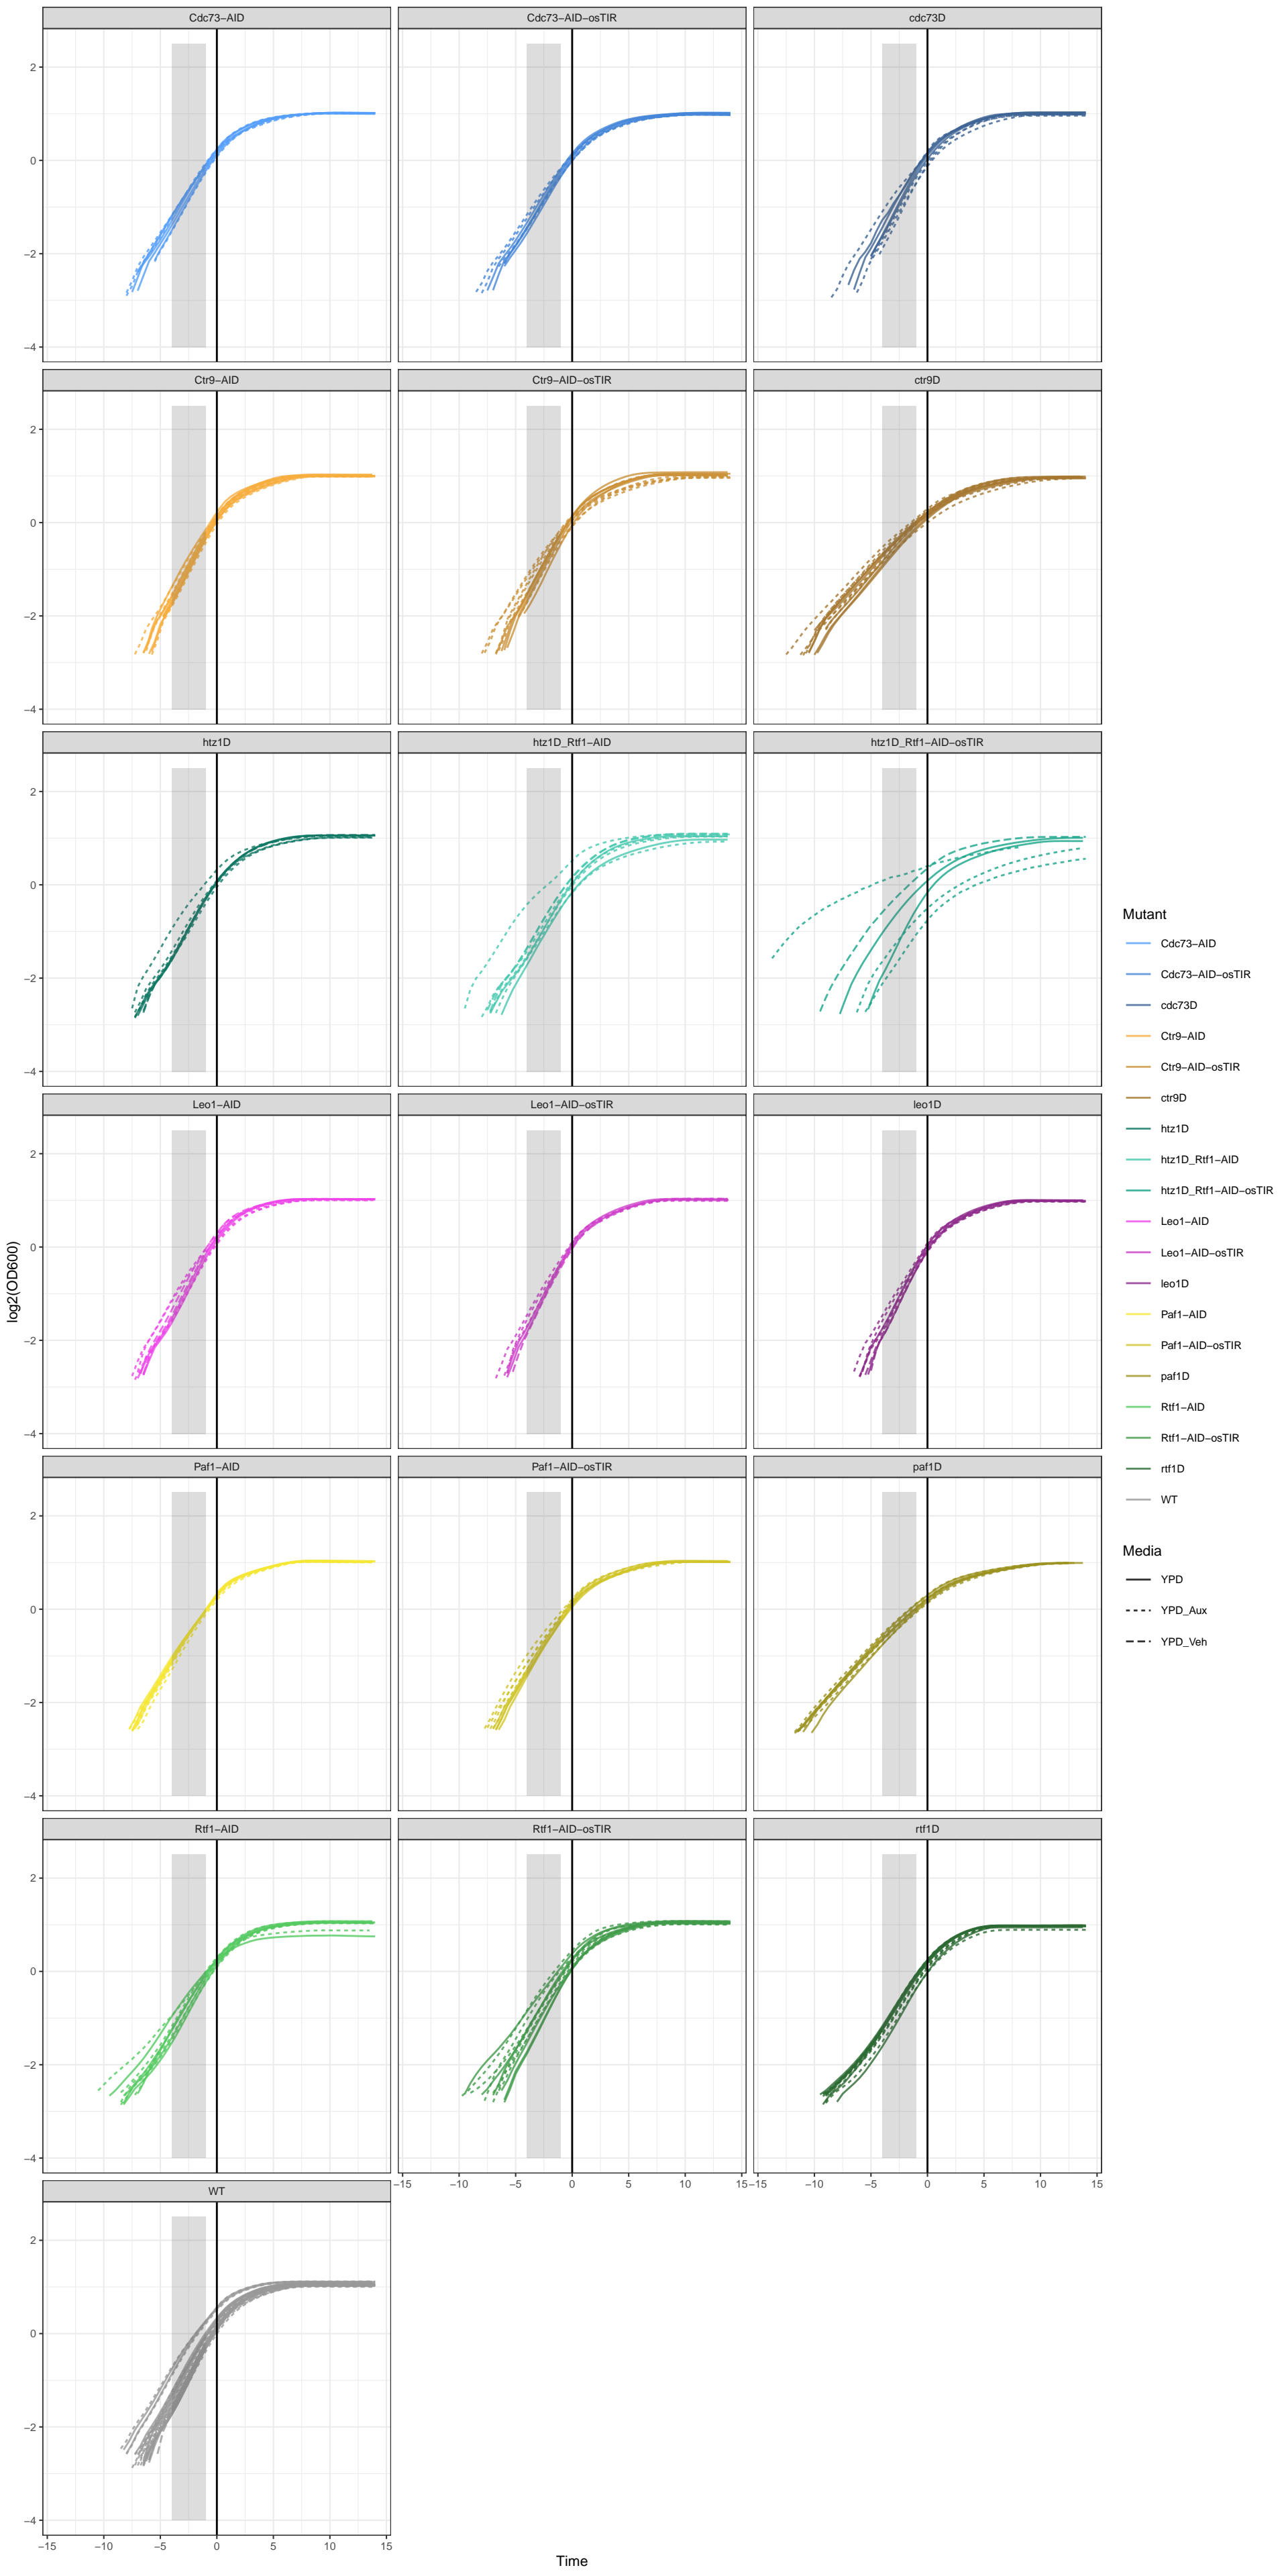 Cdc73-AID Cdc73-AID-osTIR cdc73D
2
0
-2
-4
Ctr9-AID Ctr9-AID-osTIR ctr9D
2
0
-2
-4
htz1D htz1D_Rtf1-AID htz1D_Rtf1-AID-osTIR
2
0
-2
-4
Leo1-AID Leo1-AID-osTIR leo1D
2
0
-2
-4
Paf1-AID Paf1-AID-osTIR paf1D
2
0
-2
-4
Rtf1-AID Rtf1-AID-osTIR rtf1D
2
0
-2
-4
-15 -10 -5 0 5 10 15 -15 -10 -5 0 5 10 15
WT
2
0
-2
-4
-15 -10 -5 0 5 10 15
Time
log2(OD600)
Mutant
Cdc73-AID
Cdc73-AID-osTIR
cdc73D
Ctr9-AID
Ctr9-AID-osTIR
ctr9D
htz1D
htz1D_Rtf1-AID
htz1D_Rtf1-AID-osTIR
Leo1-AID
Leo1-AID-osTIR
leo1D
Paf1-AID
Paf1-AID-osTIR
paf1D
Rtf1-AID
Rtf1-AID-osTIR
rtf1D
WT
Media
YPD
YPD_Aux
YPD_Veh